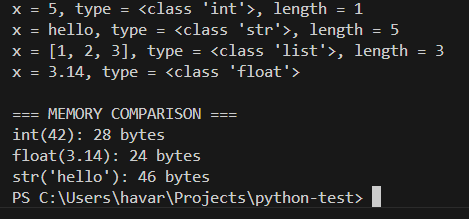 x = 5, type = <class 'int'>, length = 1
x = hello, type = <class 'str'>, length = 5
x = [1, 2, 3], type = <class 'list'>, length = 3
x = 3.14, type = <class 'float'>
=== MEMORY COMPARISON ===
int(42): 28 bytes
float(3.14): 24 bytes
str('hello'): 46 bytes
PS C:\Users\havar\Projects\python-test>